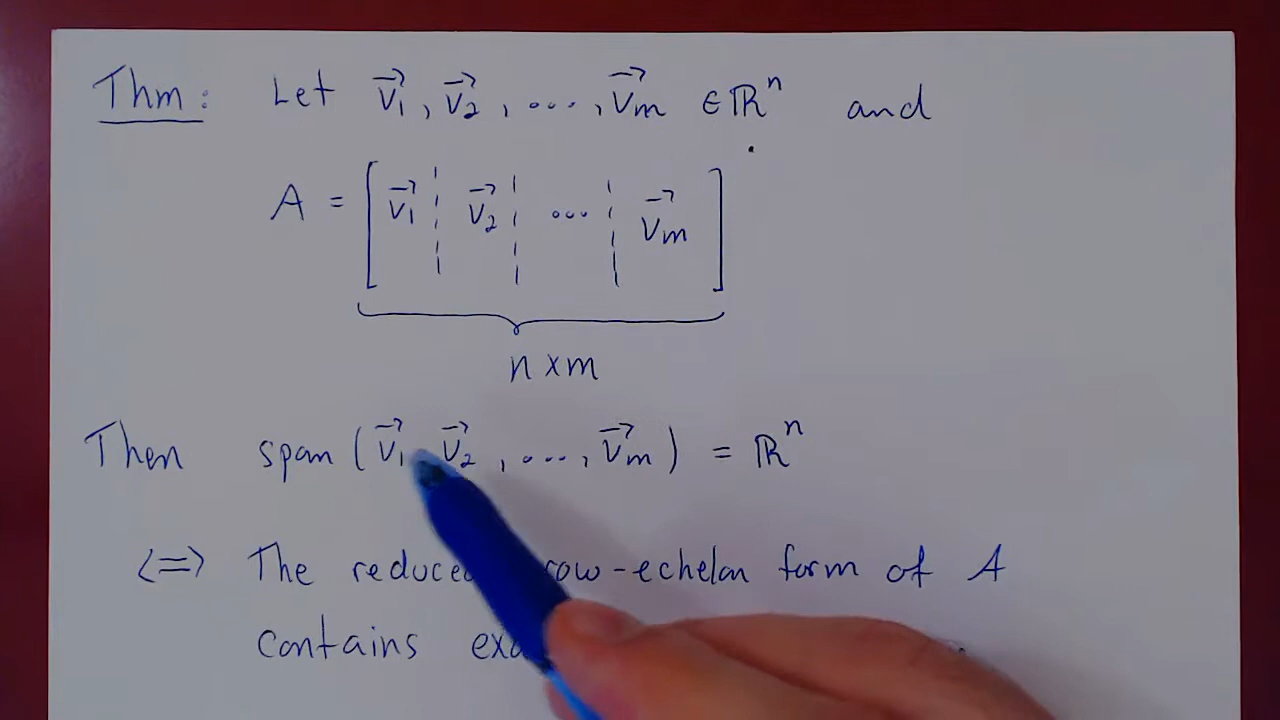 Thm: Let v⃗1, v⃗2, ..., v⃗m ∈ ℝⁿ and
A = [ v⃗1 ¦ v⃗2 ¦ ... ¦ v⃗m ]
n x m
Then span (v⃗1 v⃗2, ..., v⃗m) = ℝⁿ
<=> The reduced row-echelon form of A
contains